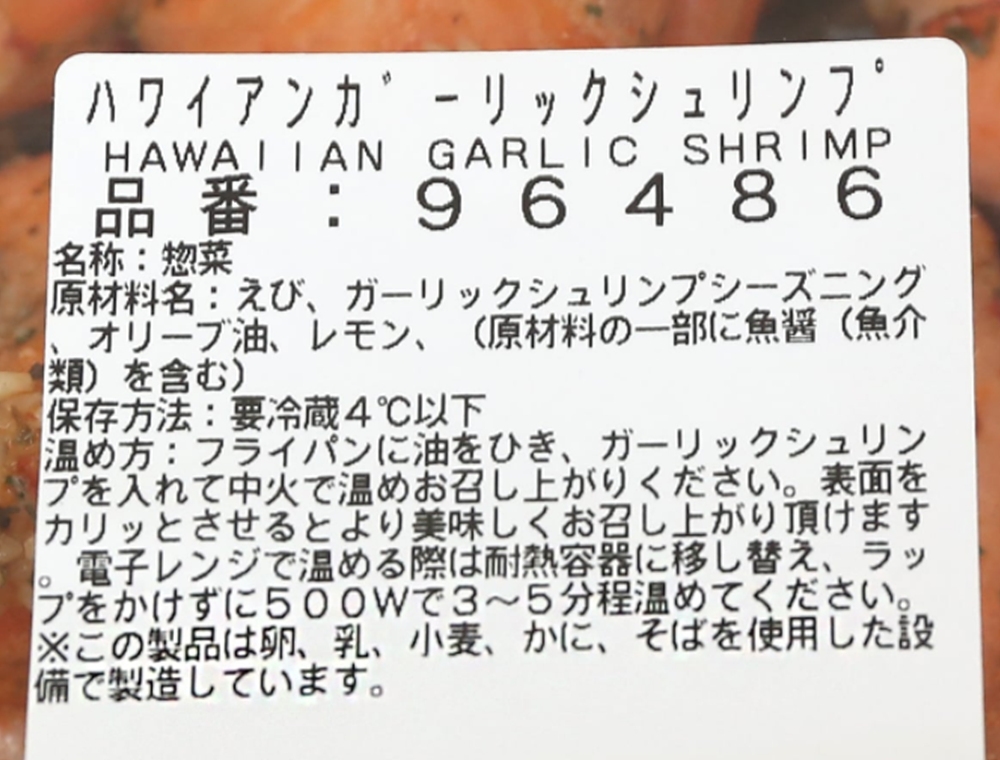 ハワイアンガーリックシュリンプ
HAWAIIAN GARLIC SHRIMP
品番:96486
名称:惣菜
原材料名:えび、ガーリックシュリンプシーズニング
、オリーブ油、レモン、(原材料の一部に魚醤(魚介
類)を含む)
保存方法:要冷蔵4℃以下
温め方:フライパンに油をひき、ガーリックシュリン
プを入れて中火で温めお召し上がりください。表面を
カリッとさせるとより美味しくお召し上がり頂けます
。電子レンジで温める際は耐熱容器に移し替え、ラッ
プをかけずに500Wで3~5分程温めてください。
※この製品は卵、乳、小麦、かに、そばを使用した設
備で製造しています。